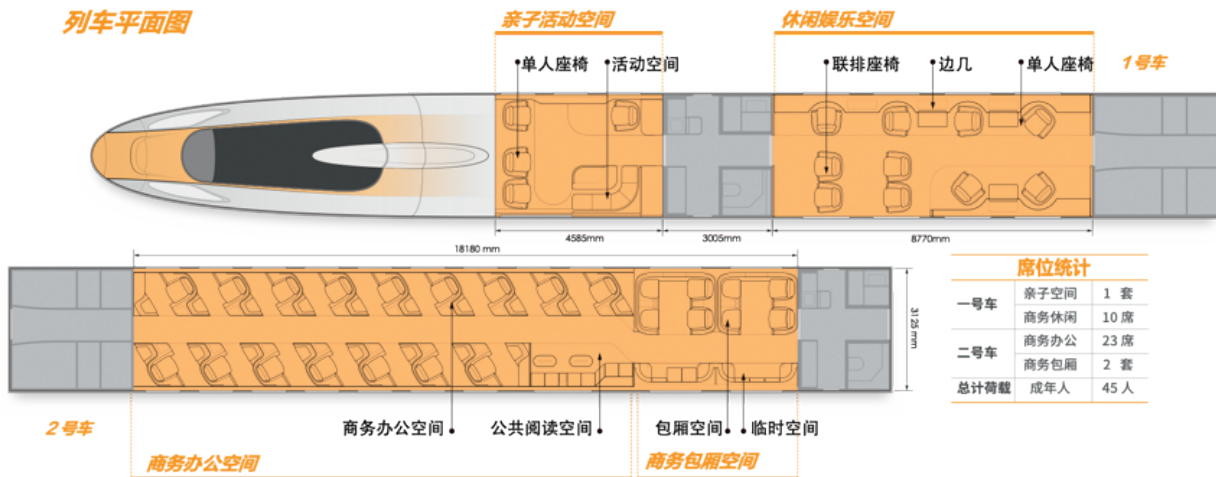 列车平面图
亲子活动空间
休闲娱乐空间
单人座椅
活动空间
联排座椅
边几
单人座椅
1号车
4585mm
3005mm
8770mm
18180 mm
3125 mm
席位统计
一号车
亲子空间 1 套
商务休闲 10 席
二号车
商务办公 23 席
商务包厢 2 套
总计荷载 成年人 45 人
2号车
商务办公空间
公共阅读空间
包厢空间
临时空间
商务办公空间
商务包厢空间